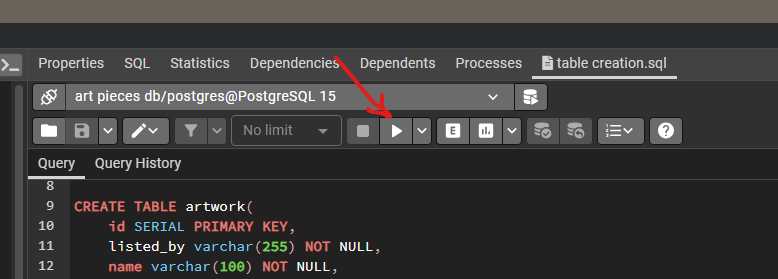 Properties SQL Statistics Dependencies Dependents Processes table creation.sql
art pieces db/postgres@PostgreSQL 15
No limit E
Query Query History
8
9 CREATE TABLE artwork(
10 id SERIAL PRIMARY KEY,
11 listed_by varchar(255) NOT NULL,
12 name varchar(100) NOT NULL,